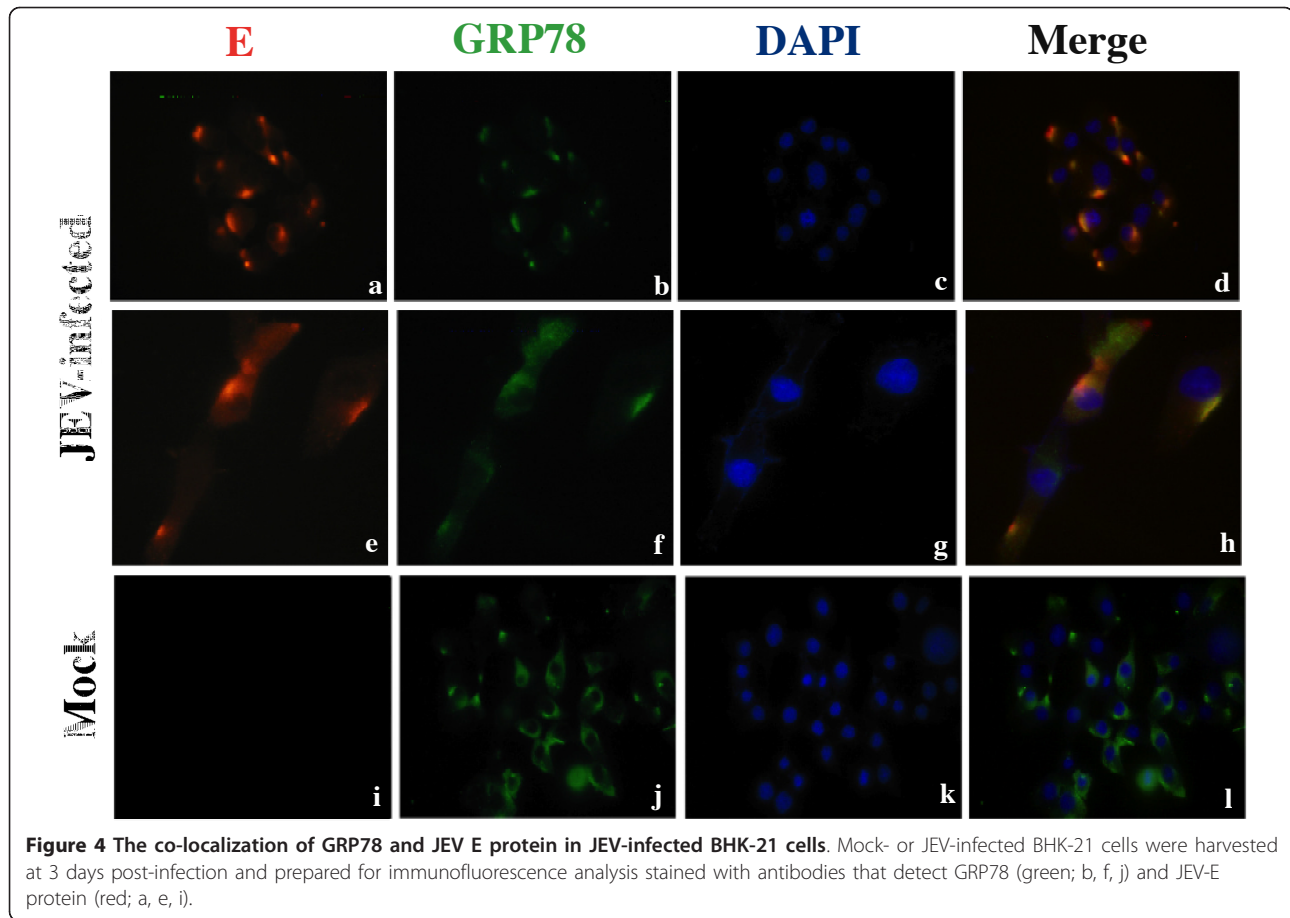 E GRP78 DAPI Merge
JEV-infected
a b c d
e f g h
Mock
i j k l
Figure 4 The co-localization of GRP78 and JEV E protein in JEV-infected BHK-21 cells. Mock- or JEV-infected BHK-21 cells were harvested
at 3 days post-infection and prepared for immunofluorescence analysis stained with antibodies that detect GRP78 (green; b, f, j) and JEV-E
protein (red; a, e, i).